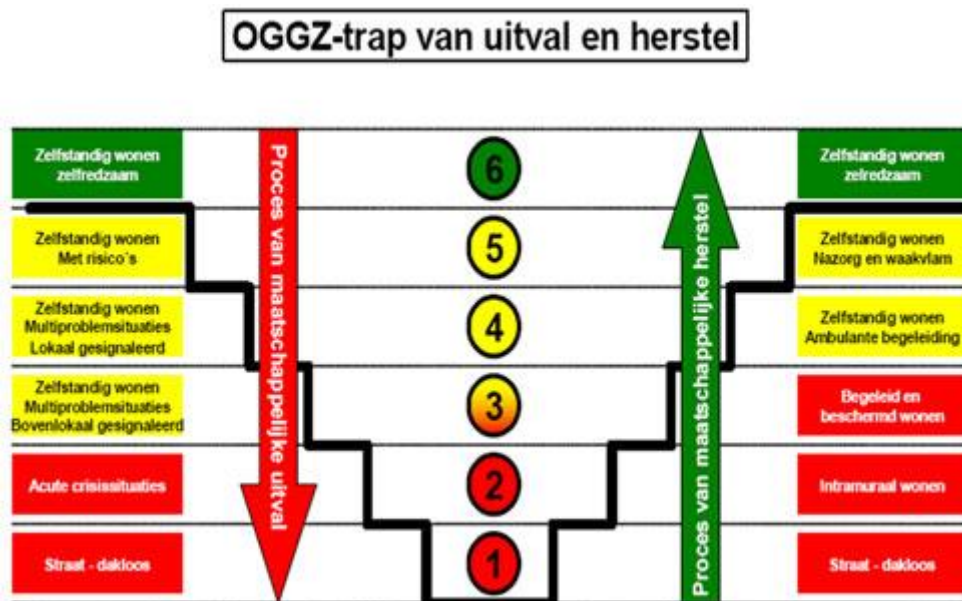 OGGZ-trap van uitval en herstel
Zelfstandig wonen
zelfredzaam
Zelfstandig wonen
Met risico's
Zelfstandig wonen
Multiproblemsituaties
Lokaal gesignaleerd
Zelfstandig wonen
Multiproblemsituaties
Bovenlokaal gesignaleerd
Acute crisissituaties
Straat - dakloos
Proces van maatschappelijke uitval
6
5
4
3
2
1
Proces van maatschappelijke herstel
Zelfstandig wonen
zelredzaam
Zelfstandig wonen
Nazorg en waakvlam
Zelfstandig wonen
Ambulante begeleiding
Begeleid en
beschermd wonen
Intramuraal wonen
Straat - dakloos